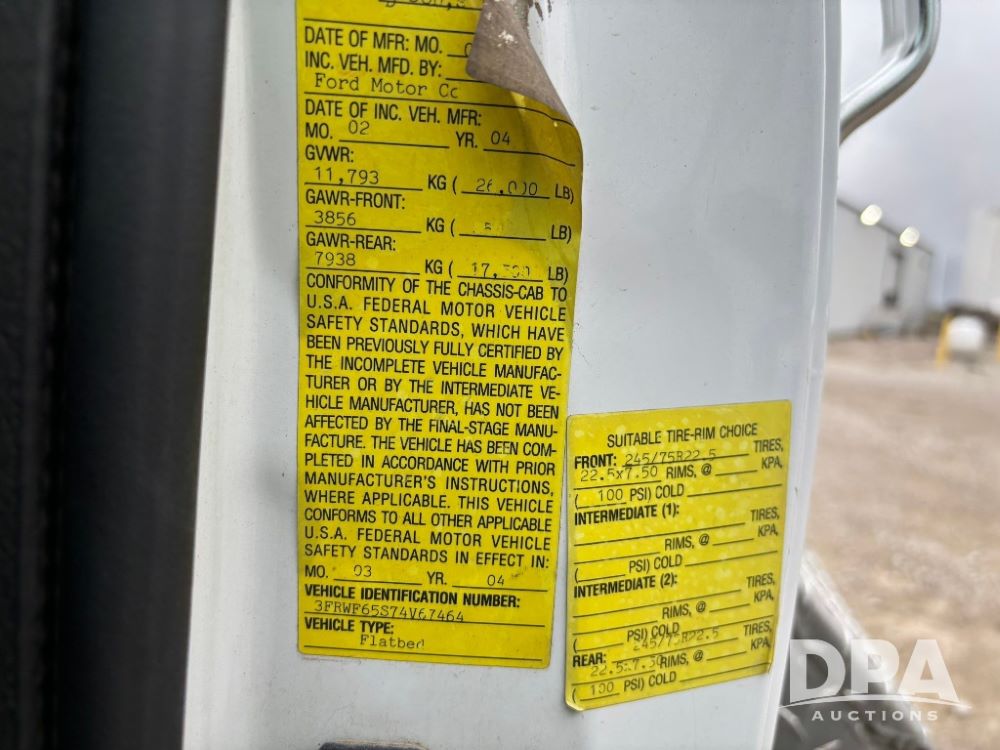 DATE OF MFR: MO.
INC. VEH. MFD. BY:
Ford Motor Cc
DATE OF INC. VEH. MFR:
MO. 02 YR. 04
GVWR:
11,793 KG ( 26,000 LB)
GAWR-FRONT:
3856 KG ( LB)
GAWR-REAR:
7938 KG ( LB)
CONFORMITY OF THE CHASSIS-CAB TO
U.S.A. FEDERAL MOTOR VEHICLE
SAFETY STANDARDS, WHICH HAVE
BEEN PREVIOUSLY FULLY CERTIFIED BY
THE INCOMPLETE VEHICLE MANUFAC-
TURER OR BY THE INTERMEDIATE VE-
HICLE MANUFACTURER, HAS NOT BEEN
AFFECTED BY THE FINAL-STAGE MANU-
FACTURE. THE VEHICLE HAS BEEN COM-
PLETED IN ACCORDANCE WITH PRIOR
MANUFACTURER'S INSTRUCTIONS,
WHERE APPLICABLE. THIS VEHICLE
CONFORMS TO ALL OTHER APPLICABLE
U.S.A. FEDERAL MOTOR VEHICLE
SAFETY STANDARDS IN EFFECT IN:
MO. 03 YR. 04
VEHICLE IDENTIFICATION NUMBER:
3FRWF65S74V67464
VEHICLE TYPE:
Flatbed
SUITABLE TIRE-RIM CHOICE
FRONT: 245/75R22.5 TIRES,
22.5x7.50 RIMS, @ KPA,
( 100 PSI) COLD
INTERMEDIATE (1): TIRES,
RIMS, @ KPA,
( PSI) COLD
INTERMEDIATE (2): TIRES,
RIMS, @ KPA,
( PSI) COLD
REAR: 245/75R22.5 TIRES,
22.5x7.50 RIMS, @ KPA,
( 100 PSI) COLD
DPA
AUCTIONS